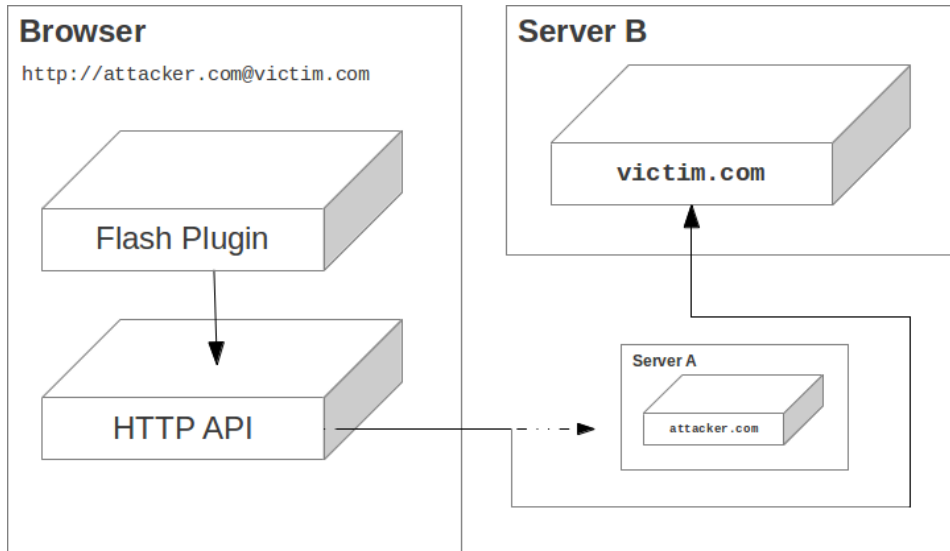 Browser
http://attacker.com@victim.com
Flash Plugin
HTTP API
Server B
victim.com
Server A
attacker.com